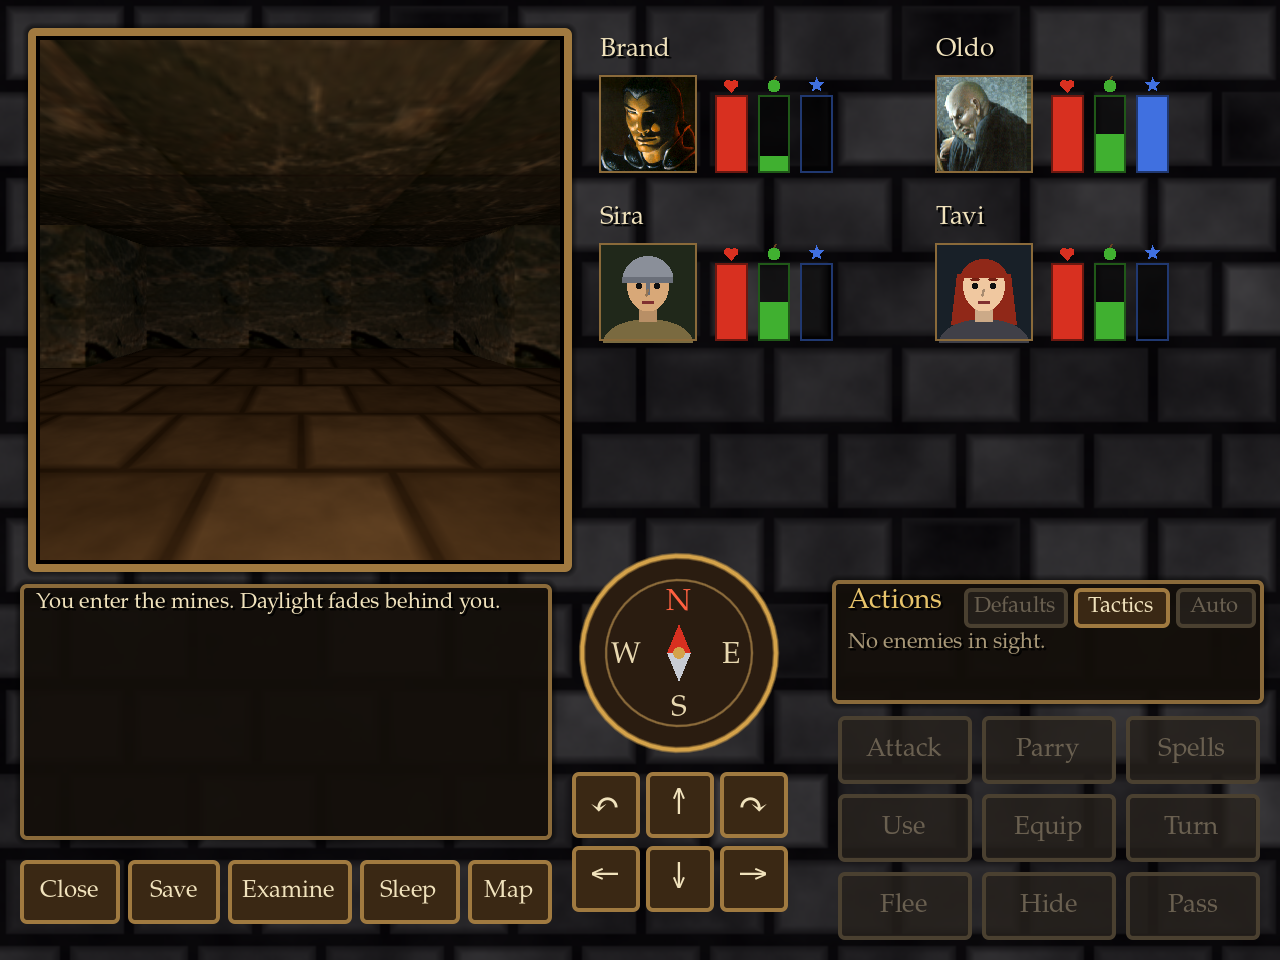 Brand
Oldo
Sira
Tavi
You enter the mines. Daylight fades behind you.
N
W
E
S
Actions
Defaults
Tactics
Auto
No enemies in sight.
Attack
Parry
Spells
Use
Equip
Turn
Flee
Hide
Pass
Close
Save
Examine
Sleep
Map